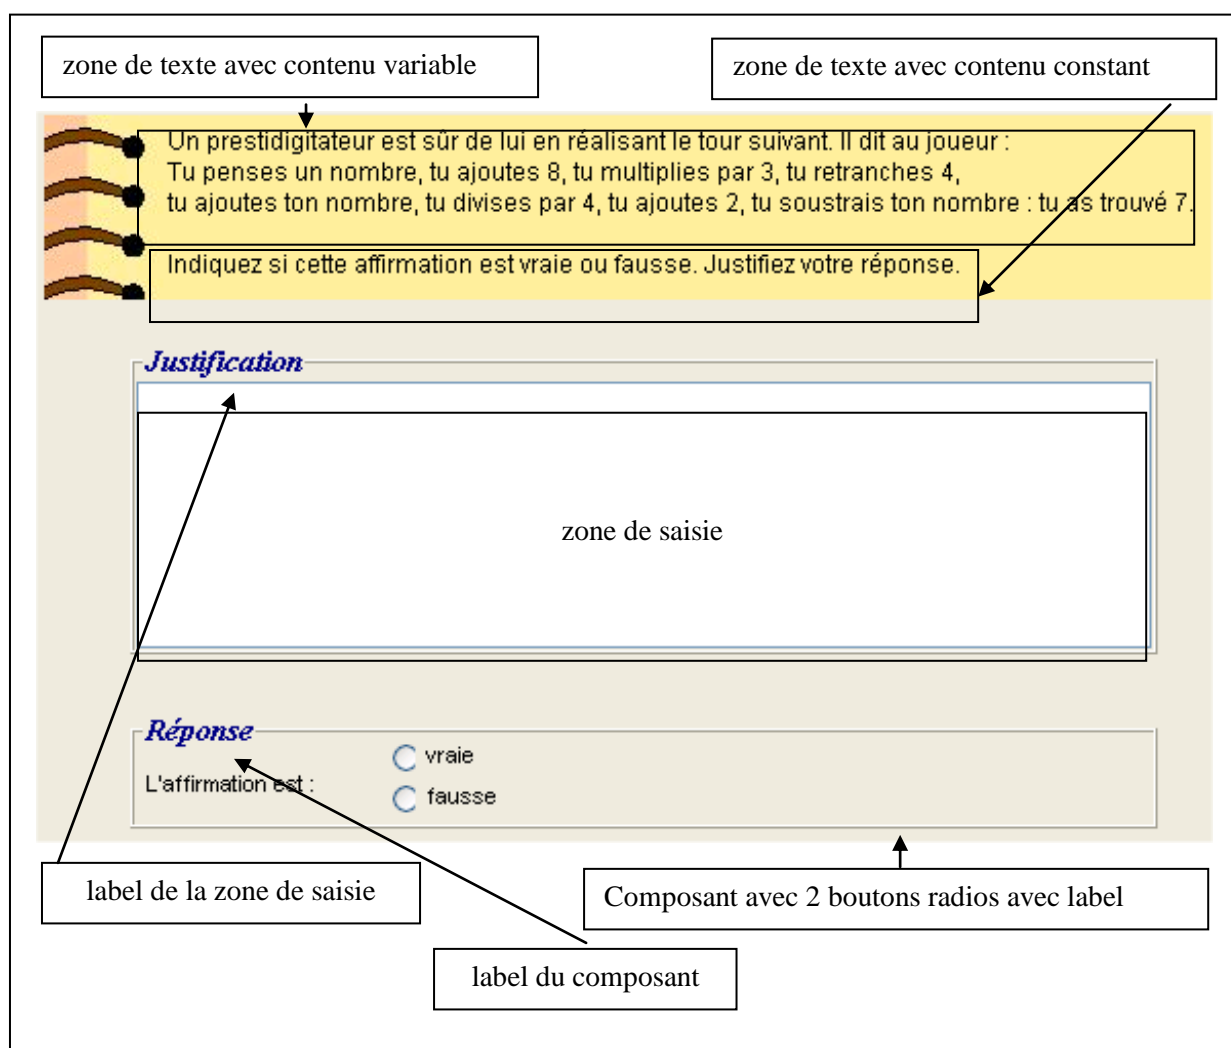 zone de texte avec contenu variable
zone de texte avec contenu constant
Un prestidigitateur est sûr de lui en réalisant le tour suivant. Il dit au joueur :
Tu penses un nombre, tu ajoutes 8, tu multiplies par 3, tu retranches 4,
tu ajoutes ton nombre, tu divises par 4, tu ajoutes 2, tu soustrais ton nombre : tu as trouvé 7.
Indiquez si cette affirmation est vraie ou fausse. Justifiez votre réponse.
Justification
zone de saisie
Réponse
vraie
L'affirmation est :
fausse
label de la zone de saisie
Composant avec 2 boutons radios avec label
label du composant